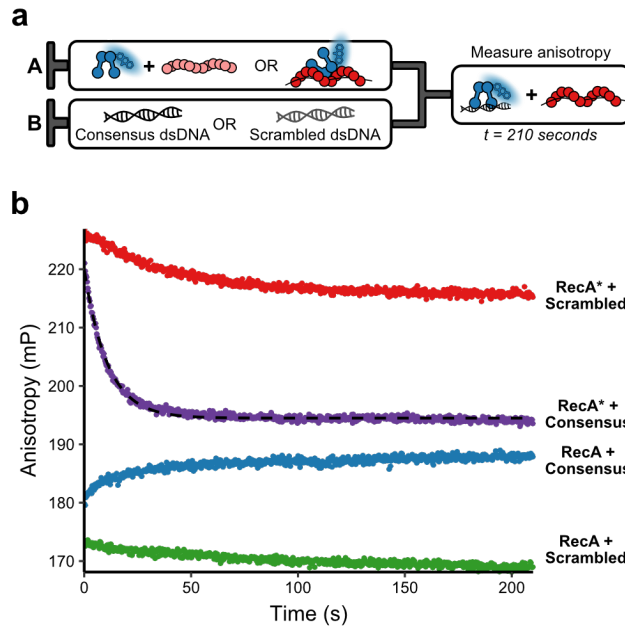 a
Measure anisotropy
A
+
OR
+
B
OR
Consensus dsDNA
Scrambled dsDNA
t = 210 seconds
b
Anisotropy (mP)
220
210
200
190
180
170
RecA* +
Scrambled
RecA* +
Consensus
RecA +
Consensus
RecA +
Scrambled
0
50
100
150
200
Time (s)